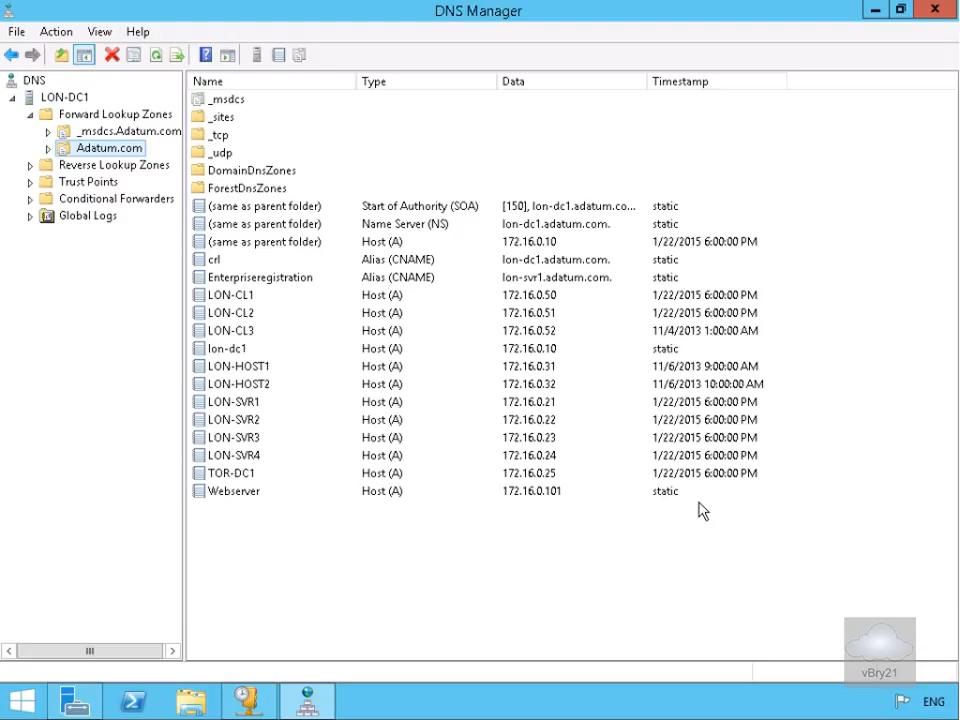 DNS Manager
File Action View Help
DNS
LON-DC1
Forward Lookup Zones
_msdcs.Adatum.com
Adatum.com
Reverse Lookup Zones
Trust Points
Conditional Forwarders
Global Logs
Name Type Data Timestamp
_msdcs
_sites
_tcp
_udp
DomainDnsZones
ForestDnsZones
(same as parent folder) Start of Authority (SOA) [150], lon-dc1.adatum.co... static
(same as parent folder) Name Server (NS) lon-dc1.adatum.com. static
(same as parent folder) Host (A) 172.16.0.10 1/22/2015 6:00:00 PM
crl Alias (CNAME) lon-dc1.adatum.com. static
Enterpriseregistration Alias (CNAME) lon-svr1.adatum.com. static
LON-CL1 Host (A) 172.16.0.50 1/22/2015 6:00:00 PM
LON-CL2 Host (A) 172.16.0.51 1/22/2015 6:00:00 PM
LON-CL3 Host (A) 172.16.0.52 11/4/2013 1:00:00 AM
lon-dc1 Host (A) 172.16.0.10 static
LON-HOST1 Host (A) 172.16.0.31 11/6/2013 9:00:00 AM
LON-HOST2 Host (A) 172.16.0.32 11/6/2013 10:00:00 AM
LON-SVR1 Host (A) 172.16.0.21 1/22/2015 6:00:00 PM
LON-SVR2 Host (A) 172.16.0.22 1/22/2015 6:00:00 PM
LON-SVR3 Host (A) 172.16.0.23 1/22/2015 6:00:00 PM
LON-SVR4 Host (A) 172.16.0.24 1/22/2015 6:00:00 PM
TOR-DC1 Host (A) 172.16.0.25 1/22/2015 6:00:00 PM
Webserver Host (A) 172.16.0.101 static
vBry21
ENG